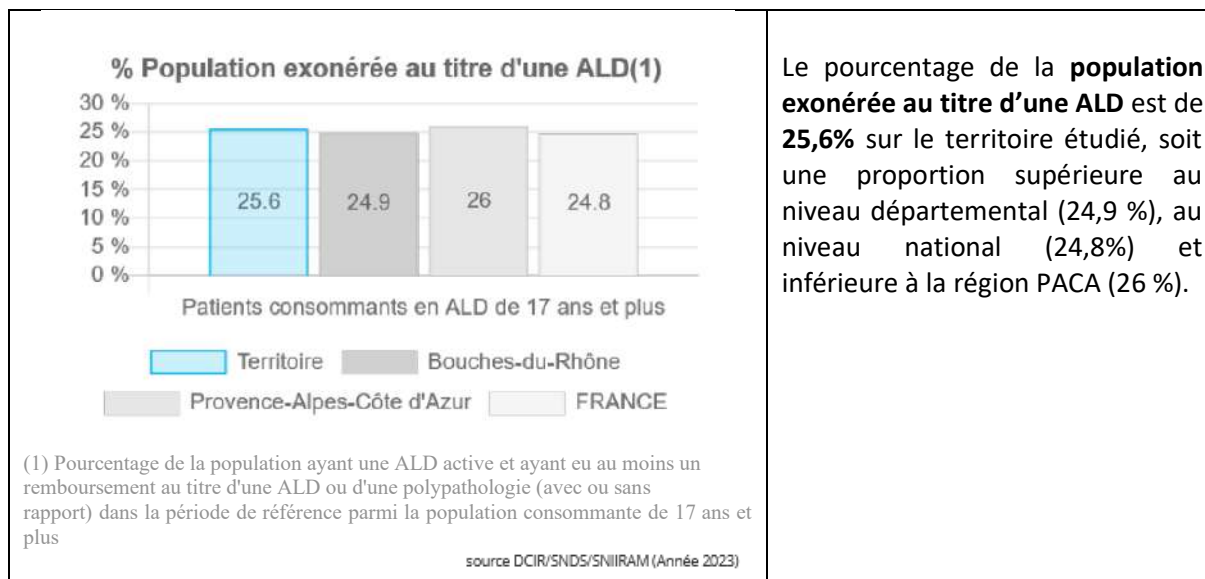 % Population exonérée au titre d'une ALD(1)
30 %
25 %
20 %
15 %
10 %
5 %
0 %
25.6
24.9
26
24.8
Patients consommants en ALD de 17 ans et plus
Territoire
Bouches-du-Rhône
Provence-Alpes-Côte d'Azur
FRANCE
(1) Pourcentage de la population ayant une ALD active et ayant eu au moins un
remboursement au titre d'une ALD ou d'une polypathologie (avec ou sans
rapport) dans la période de référence parmi la population consommante de 17 ans et
plus
source DCIR/SNDS/SNIIRAM (Année 2023)
Le pourcentage de la population
exonérée au titre d’une ALD est de
25,6% sur le territoire étudié, soit
une proportion supérieure au
niveau départemental (24,9 %), au
niveau national (24,8%) et
inférieure à la région PACA (26 %).